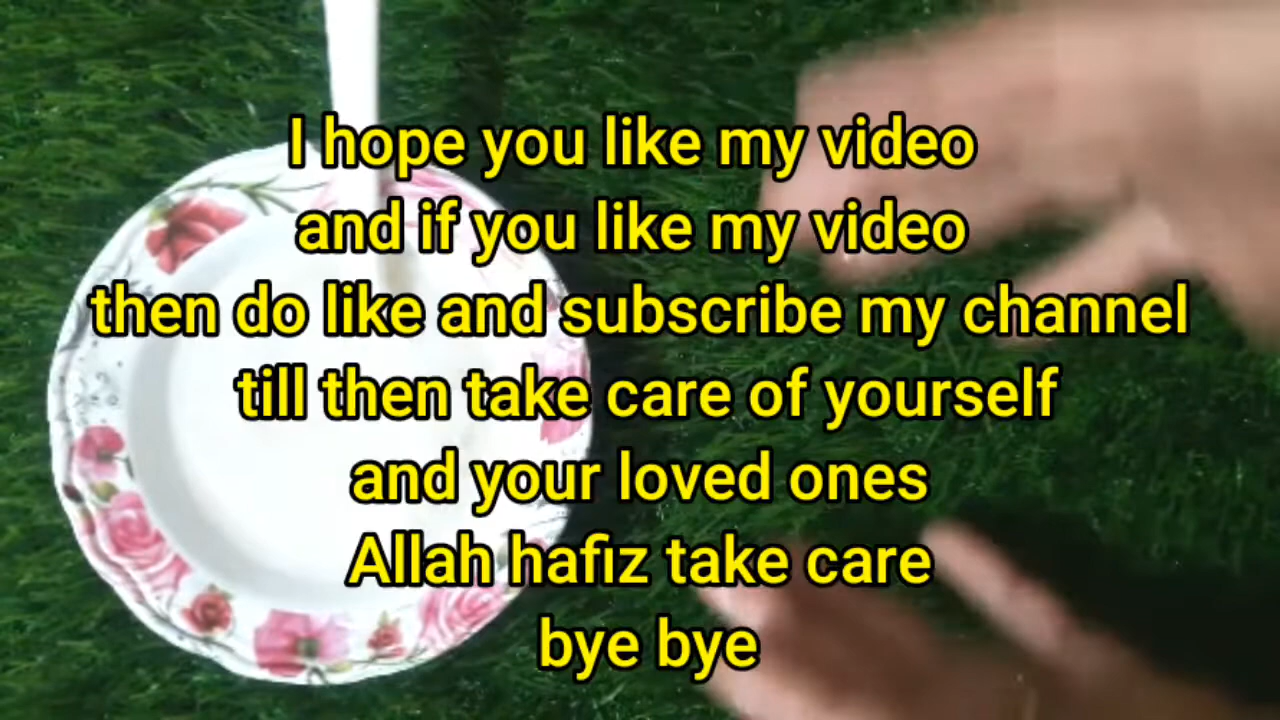 I hope you like my video
and if you like my video
then do like and subscribe my channel
till then take care of yourself
and your loved ones
Allah hafiz take care
bye bye